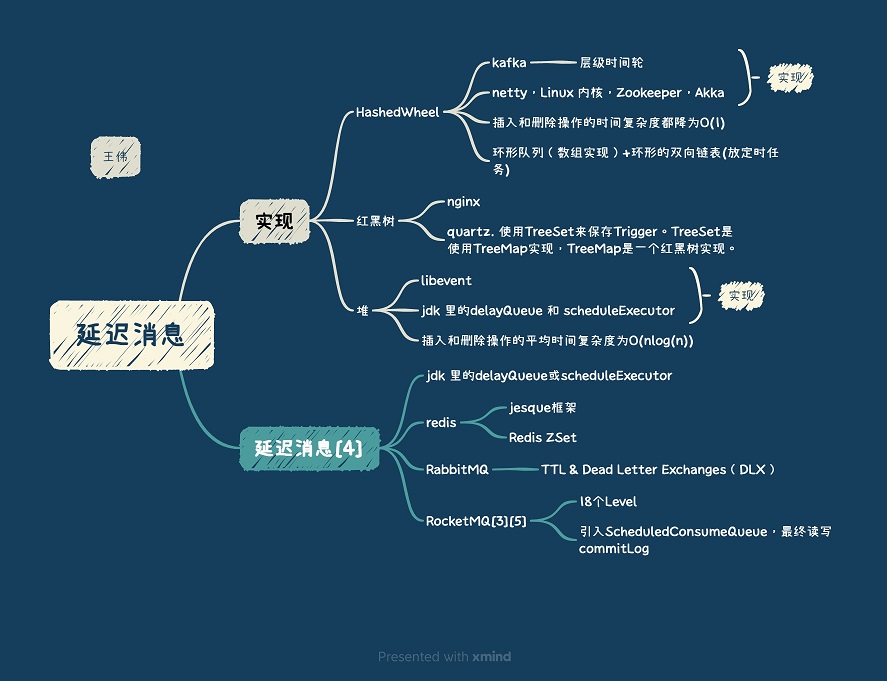 kafka
层级时间轮
实现
netty，Linux 内核，Zookeeper，Akka
HashedWheel
插入和删除操作的时间复杂度都降为O(1)
环形队列（数组实现）+环形的双向链表(放定时任
务)
王伟
实现
红黑树
nginx
quartz. 使用TreeSet来保存Trigger。TreeSet是
使用TreeMap实现，TreeMap是一个红黑树实现。
堆
libevent
jdk 里的delayQueue 和 scheduleExecutor
实现
插入和删除操作的平均时间复杂度为O(nlog(n))
延迟消息
延迟消息[4]
jdk 里的delayQueue或scheduleExecutor
redis
jesque框架
Redis ZSet
RabbitMQ
TTL & Dead Letter Exchanges（DLX）
RocketMQ[3][5]
18个Level
引入ScheduledConsumeQueue，最终读写
commitLog
Presented with xmind